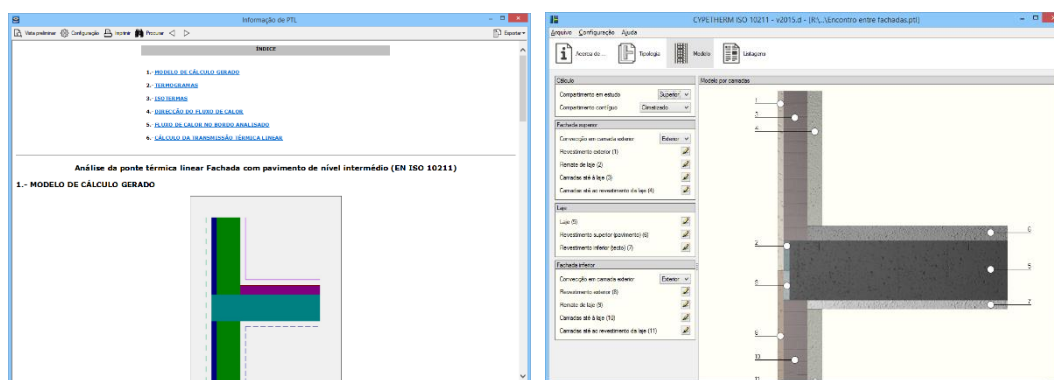 Informação de PTL
Vista preliminar Configuração Imprimir Procurar Exportar
ÍNDICE
1.- MODELO DE CÁLCULO GERADO
2.- TERMOGRAMAS
3.- ISOTERMAS
4.- DIRECÇÃO DO FLUXO DE CALOR
5.- FLUXO DE CALOR NO BORDO ANALISADO
6.- CÁLCULO DA TRANSMISSÃO TÉRMICA LINEAR
Análise da ponte térmica linear Fachada com pavimento de nível intermédio (EN ISO 10211)
1.- MODELO DE CÁLCULO GERADO
CYPETHERM ISO 10211 - v2015.d - [R:\...\Encontro entre fachadas.ptl]
Arquivo Configuração Ajuda
Acerca de ... Tipologia Modelo Listagens
Cálculo
Compartimento em estudo Superior
Compartimento contíguo Climatizado
Fachada superior
Convecção em camada exterior Exterior
Revestimento exterior (1)
Remate de laje (2)
Camadas até à laje (3)
Camadas até ao revestimento da laje (4)
Laje
Laje (5)
Revestimento superior (pavimento) (6)
Revestimento inferior (tecto) (7)
Fachada inferior
Convecção em camada exterior Exterior
Revestimento exterior (8)
Remate de laje (9)
Camadas até à laje (10)
Camadas até ao revestimento da laje (11)
Modelo por camadas
1
3
4
6
2
5
7
10
11